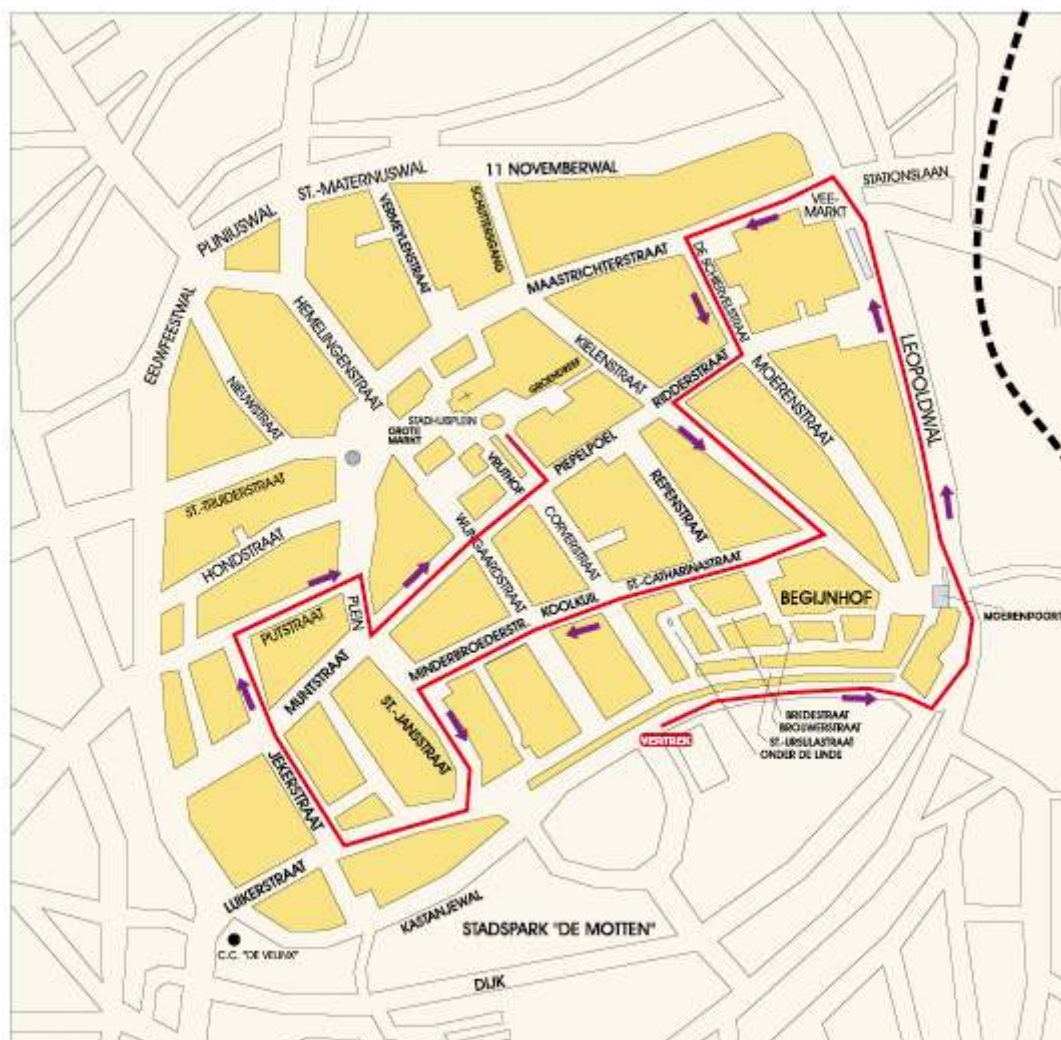 11 NOVEMBERWAL
ST.-MATERNUSWAL
STATIONSLAAN
PLINIUSWAL
VERMEYLENSTRAAT
SCHUTTERSGANG
VEE-
MARKT
MAASTRICHTERSTRAAT
DE SCHIERVELSTRAAT
EEUWFEESTWAL
HEMELINGENSTRAAT
KIELENSTRAAT
LEOPOLDWAL
NIEUWSTRAAT
GROENDREEF
RIDDERSTRAAT
MOERENSTRAAT
STADHUISPLEIN
GROTE
MARKT
VRIJTHOF
PIEPELPOEL
REPENSTRAAT
ST.-TRUIDERSTRAAT
HONDSTRAAT
WIJNGAARDSTRAAT
CORVERSTRAAT
ST.-CATHARINASTRAAT
PUTSTRAAT
PLEIN
KOOLKUIL
BEGIJNHOF
MOERENPOORT
MINDERBROEDERSTR.
MUNTSTRAAT
ST.-JANSSTRAAT
VERTREK
BREDESTRAAT
BROUWERSTRAAT
ST.-URSULASTRAAT
ONDER DE LINDE
JEKERSTRAAT
LUIKERSTRAAT
KASTANJEWAL
STADSPARK "DE MOTTEN"
C.C. "DE VELINX"
DIJK